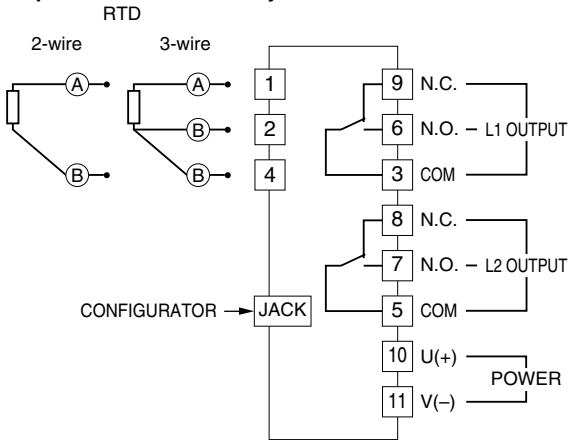 RTD
2-wire 3-wire
A A 1 9 N.C.
B 2 6 N.O. L1 OUTPUT
B B 4 3 COM
8 N.C.
7 N.O. L2 OUTPUT
CONFIGURATOR JACK 5 COM
10 U(+)
POWER
11 V(–)